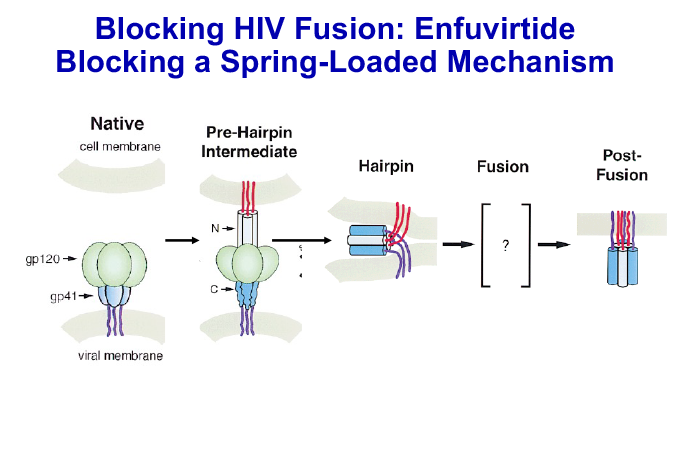 Blocking HIV Fusion: Enfuvirtide
Blocking a Spring-Loaded Mechanism
Native
cell membrane
gp120
gp41
viral membrane
Pre-Hairpin
Intermediate
N
C
Hairpin
Fusion
?
Post-
Fusion